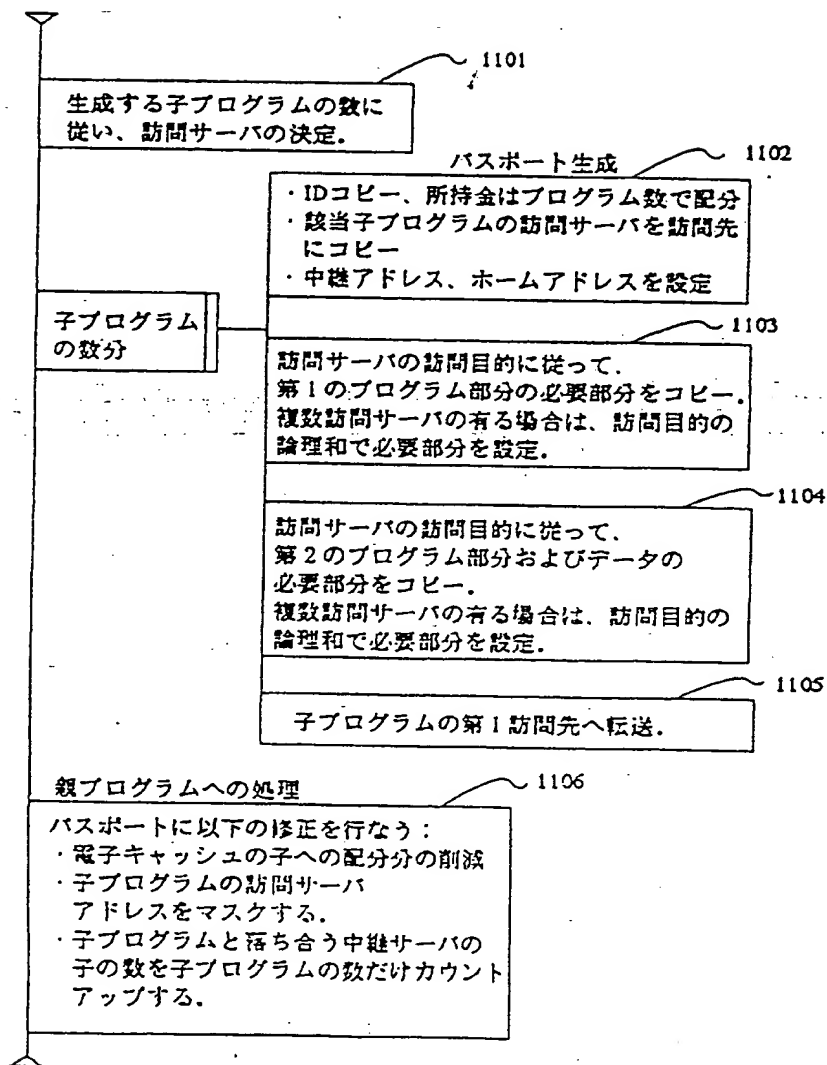 1101
生成する子プログラムの数に
従い、訪問サーバの決定.
パスポート生成
1102
・IDコピー、所持金はプログラム数で配分
・該当子プログラムの訪問サーバを訪問先
にコピー
・中継アドレス、ホームアドレスを設定
子プログラム
の数分
1103
訪問サーバの訪問目的に従って.
第1のプログラム部分の必要部分をコピー.
複数訪問サーバの有る場合は、訪問目的の
論理和で必要部分を設定.
1104
訪問サーバの訪問目的に従って.
第2のプログラム部分およびデータの
必要部分をコピー.
複数訪問サーバの有る場合は、訪問目的の
論理和で必要部分を設定.
1105
子プログラムの第1訪問先へ転送.
親プログラムへの処理
1106
パスポートに以下の修正を行なう:
・電子キャッシュの子への配分分の削減
・子プログラムの訪問サーバ
アドレスをマスクする.
・子プログラムと落ち合う中継サーバの
子の数を子プログラムの数だけカウント
アップする.